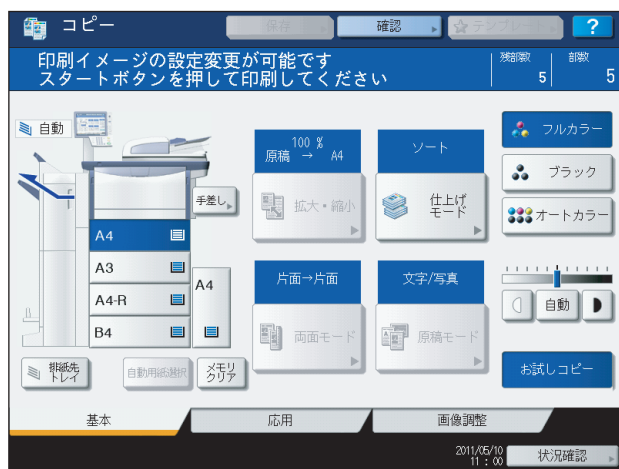 コピー
保存
確認
テンプレート
?
印刷イメージの設定変更が可能です
スタートボタンを押して印刷してください
残部数
5
部数
5
自動
100 %
原稿 → A4
拡大・縮小
ソート
仕上げ
モード
フルカラー
ブラック
オートカラー
手差し
A4
A3
A4-R
B4
A4
片面→片面
両面モード
文字/写真
原稿モード
自動
排紙先
トレイ
自動用紙選択
メモリ
クリア
お試しコピー
基本
応用
画像調整
2011/05/10
11 : 00
状況確認